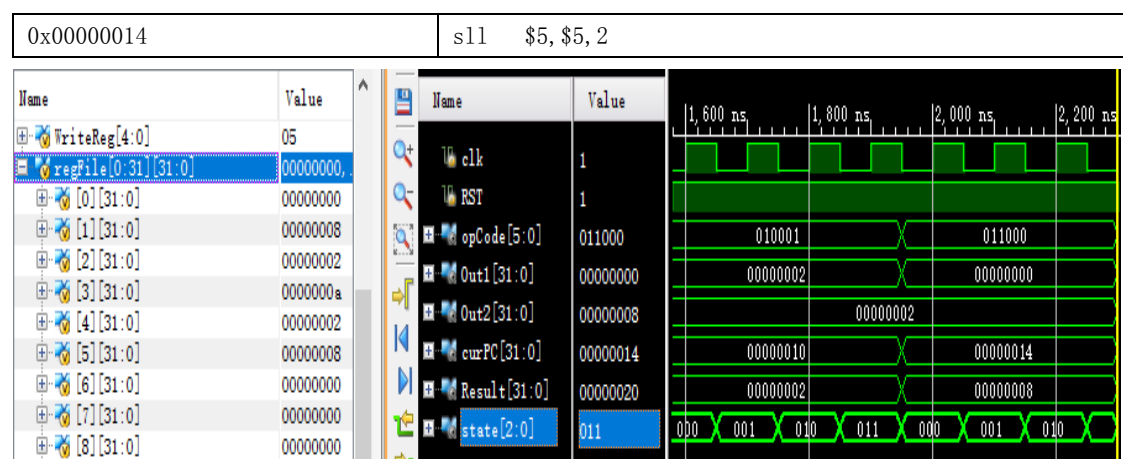 0x00000014 sll $5,$5,2
Name Value
WriteReg[4:0] 05
regFile[0:31][31:0] 00000000,..
[0][31:0] 00000000
[1][31:0] 00000008
[2][31:0] 00000002
[3][31:0] 0000000a
[4][31:0] 00000002
[5][31:0] 00000008
[6][31:0] 00000000
[7][31:0] 00000000
[8][31:0] 00000000
Name Value 1,600 ns 1,800 ns 2,000 ns 2,200 ns
clk 1
RST 1
opCode[5:0] 011000 010001 011000
Out1[31:0] 00000000 00000002 00000000
Out2[31:0] 00000008 00000002
curPC[31:0] 00000014 00000010 00000014
Result[31:0] 00000020 00000002 00000008
state[2:0] 011 000 001 010 011 000 001 010